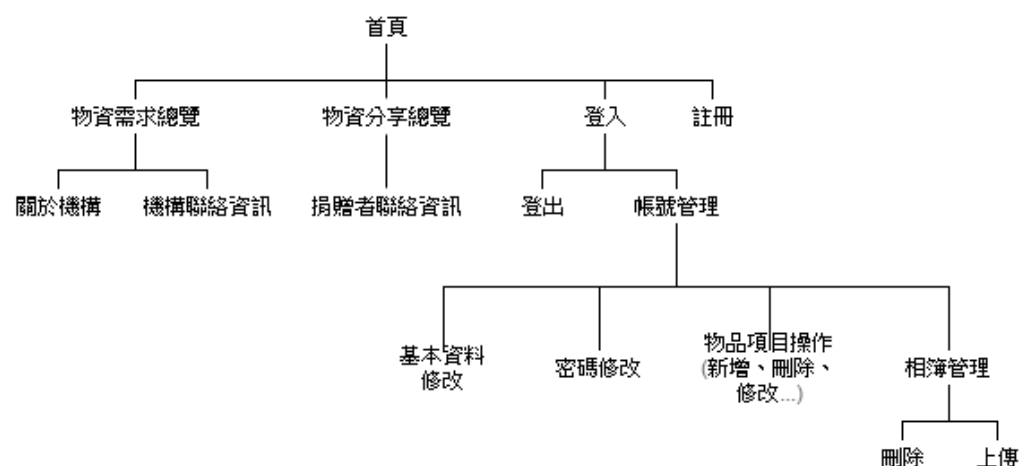 首頁
物資需求總覽
物資分享總覽
登入
註冊
關於機構
機構聯絡資訊
捐贈者聯絡資訊
登出
帳號管理
基本資料
修改
密碼修改
物品項目操作
(新增、刪除、
修改...)
相簿管理
刪除
上傳